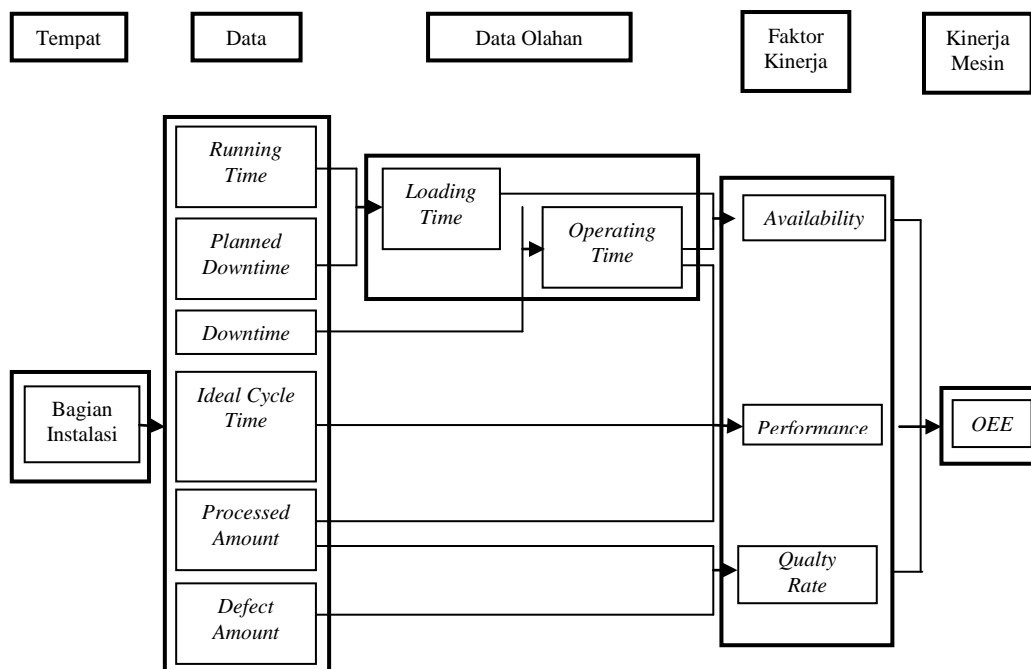 Tempat
Data
Data Olahan
Faktor
Kinerja
Kinerja
Mesin
Running
Time
Planned
Downtime
Downtime
Ideal Cycle
Time
Processed
Amount
Defect
Amount
Bagian
Instalasi
Loading
Time
Operating
Time
Availability
Performance
Qualty
Rate
OEE